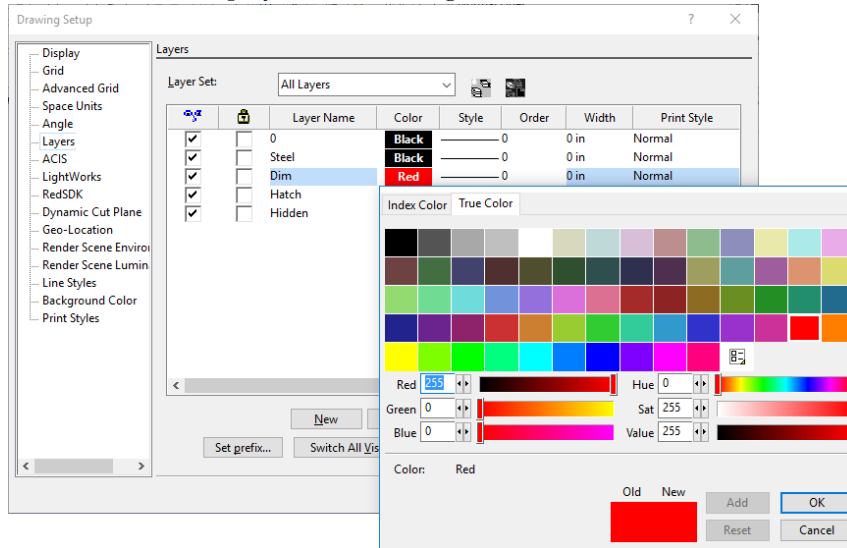 Drawing Setup
? ×
Display
Grid
Advanced Grid
Space Units
Angle
Layers
ACIS
LightWorks
RedSDK
Dynamic Cut Plane
Geo-Location
Render Scene Enviro
Render Scene Lumin
Line Styles
Background Color
Print Styles
Layers
Layer Set: All Layers
Layer Name Color Style Order Width Print Style
0 Black 0 0 in Normal
Steel Black 0 0 in Normal
Dim Red 0 0 in Normal
Hatch
Hidden
New
Set prefix... Switch All Vis
Index Color True Color
Red 255 Hue 0
Green 0 Sat 255
Blue 0 Value 255
Color: Red
Old New
Add OK
Reset Cancel